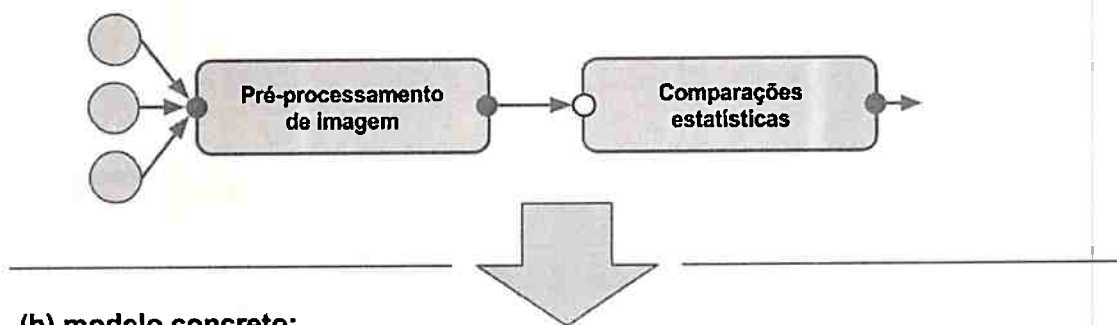 Pré-processamento
de imagem
Comparações
estatísticas
(b) modelo concreto: